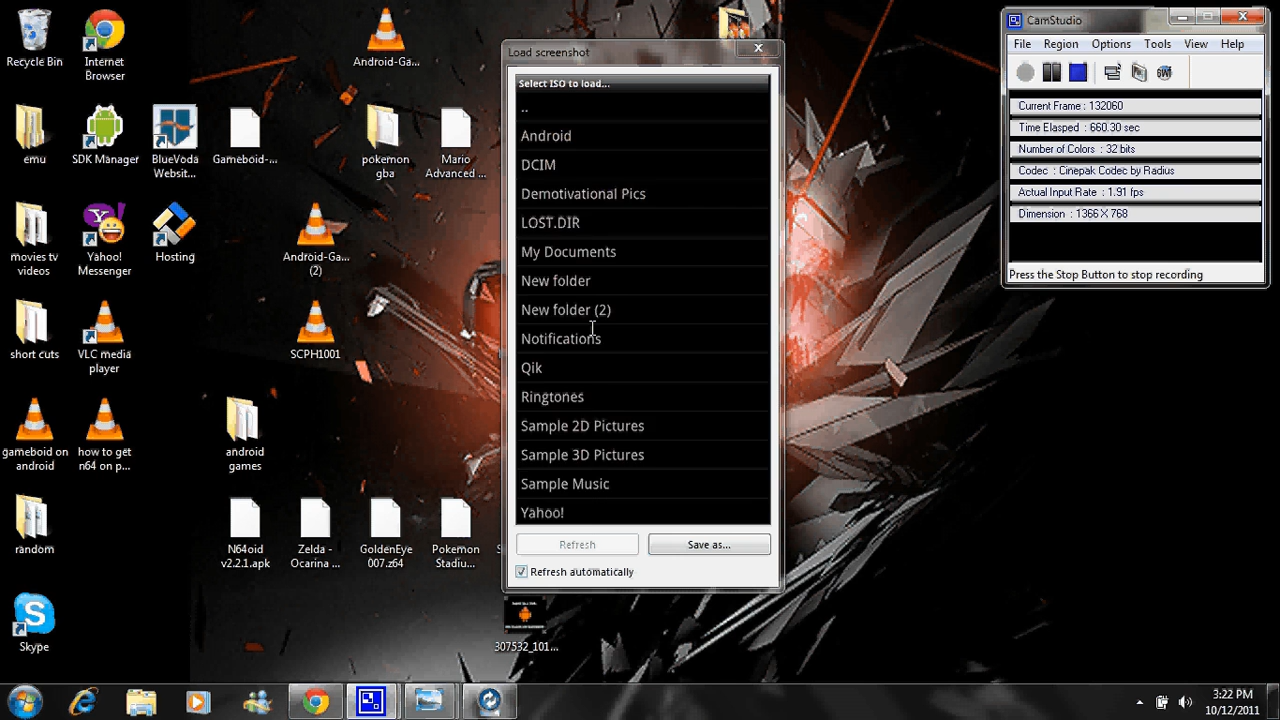 Recycle Bin
Internet
Browser
Android-Ga...
emu
SDK Manager
BlueVoda
Websit...
Gameboid-...
pokemon
gba
Mario
Advanced ...
movies tv
videos
Yahoo!
Messenger
Hosting
Android-Ga...
(2)
short cuts
VLC media
player
SCPH1001
gameboid on
android
how to get
n64 on p...
android
games
random
N64oid
v2.2.1.apk
Zelda -
Ocarina ...
GoldenEye
007.z64
Pokemon
Stadiu...
Skype
307532_101...
Load screenshot
Select ISO to load...
..
Android
DCIM
Demotivational Pics
LOST.DIR
My Documents
New folder
New folder (2)
Notifications
Qik
Ringtones
Sample 2D Pictures
Sample 3D Pictures
Sample Music
Yahoo!
Refresh
Save as...
Refresh automatically
CamStudio
File Region Options Tools View Help
Current Frame : 132060
Time Elasped : 660.30 sec
Number of Colors : 32 bits
Codec : Cinepak Codec by Radius
Actual Input Rate : 1.91 fps
Dimension : 1366 X 768
Press the Stop Button to stop recording
3:22 PM
10/12/2011